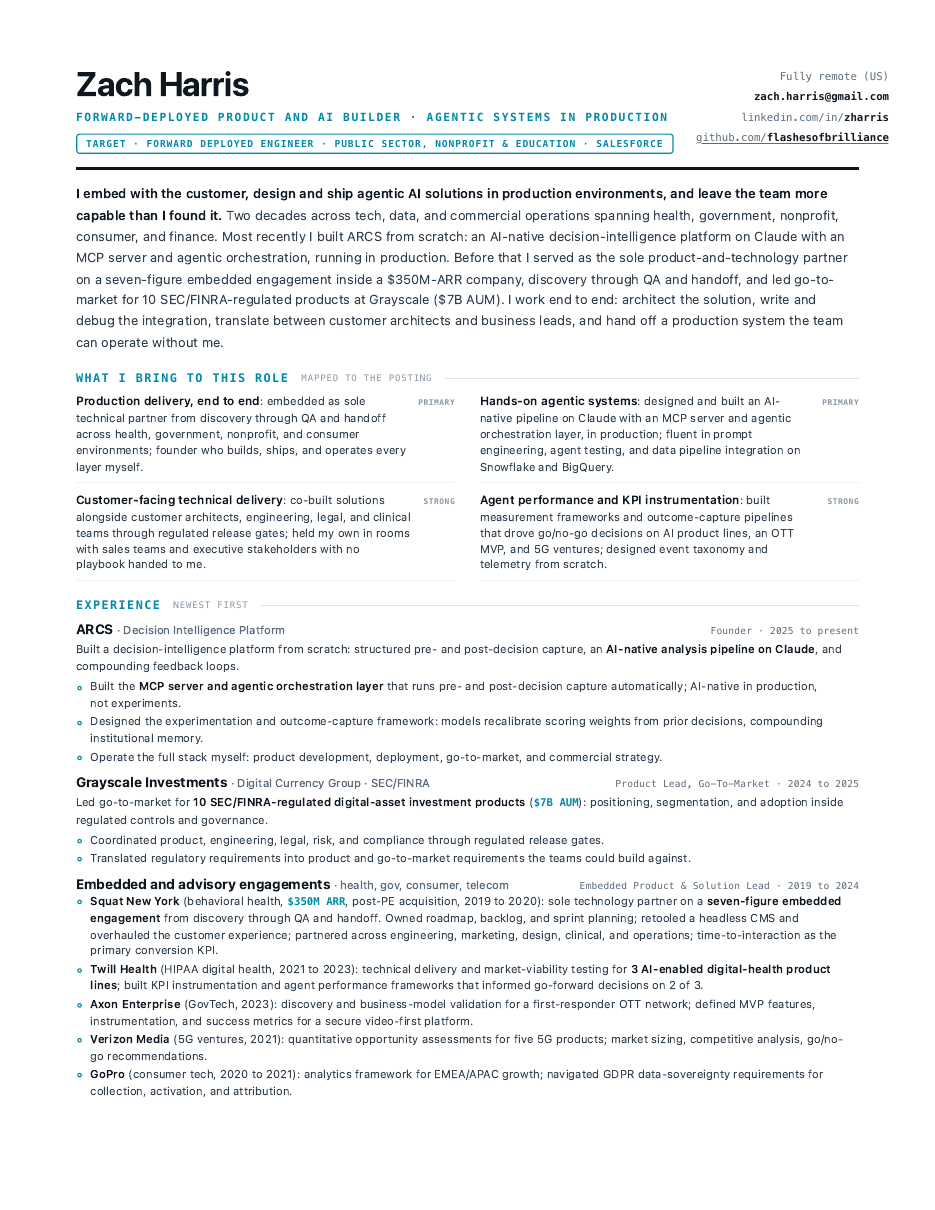 Zach Harris
FORWARD-DEPLOYED PRODUCT AND AI BUILDER · AGENTIC SYSTEMS IN PRODUCTION
TARGET · FORWARD DEPLOYED ENGINEER · PUBLIC SECTOR, NONPROFIT & EDUCATION · SALESFORCE
Fully remote (US)
zach.harris@gmail.com
linkedin.com/in/zharris
github.com/flashesofbrilliance
I embed with the customer, design and ship agentic AI solutions in production environments, and leave the team more
capable than I found it. Two decades across tech, data, and commercial operations spanning health, government, nonprofit,
consumer, and finance. Most recently I built ARCS from scratch: an AI-native decision-intelligence platform on Claude with an
MCP server and agentic orchestration, running in production. Before that I served as the sole product-and-technology partner
on a seven-figure embedded engagement inside a $350M-ARR company, discovery through QA and handoff, and led go-to-
market for 10 SEC/FINRA-regulated products at Grayscale ($7B AUM). I work end to end: architect the solution, write and
debug the integration, translate between customer architects and business leads, and hand off a production system the team
can operate without me.
WHAT I BRING TO THIS ROLE MAPPED TO THE POSTING
Production delivery, end to end: embedded as sole PRIMARY
technical partner from discovery through QA and handoff
across health, government, nonprofit, and consumer
environments; founder who builds, ships, and operates every
layer myself.
Hands-on agentic systems: designed and built an AI- PRIMARY
native pipeline on Claude with an MCP server and agentic
orchestration layer, in production; fluent in prompt
engineering, agent testing, and data pipeline integration on
Snowflake and BigQuery.
Customer-facing technical delivery: co-built solutions STRONG
alongside customer architects, engineering, legal, and clinical
teams through regulated release gates; held my own in rooms
with sales teams and executive stakeholders with no
playbook handed to me.
Agent performance and KPI instrumentation: built STRONG
measurement frameworks and outcome-capture pipelines
that drove go/no-go decisions on AI product lines, an OTT
MVP, and 5G ventures; designed event taxonomy and
telemetry from scratch.
EXPERIENCE NEWEST FIRST
ARCS · Decision Intelligence Platform Founder · 2025 to present
Built a decision-intelligence platform from scratch: structured pre- and post-decision capture, an AI-native analysis pipeline on Claude, and
compounding feedback loops.
Built the MCP server and agentic orchestration layer that runs pre- and post-decision capture automatically; AI-native in production,
not experiments.
Designed the experimentation and outcome-capture framework: models recalibrate scoring weights from prior decisions, compounding
institutional memory.
Operate the full stack myself: product development, deployment, go-to-market, and commercial strategy.
Grayscale Investments · Digital Currency Group · SEC/FINRA Product Lead, Go-To-Market · 2024 to 2025
Led go-to-market for 10 SEC/FINRA-regulated digital-asset investment products ($7B AUM): positioning, segmentation, and adoption inside
regulated controls and governance.
Coordinated product, engineering, legal, risk, and compliance through regulated release gates.
Translated regulatory requirements into product and go-to-market requirements the teams could build against.
Embedded and advisory engagements · health, gov, consumer, telecom Embedded Product & Solution Lead · 2019 to 2024
Squat New York (behavioral health, $350M ARR, post-PE acquisition, 2019 to 2020): sole technology partner on a seven-figure embedded
engagement from discovery through QA and handoff. Owned roadmap, backlog, and sprint planning; retooled a headless CMS and
overhauled the customer experience; partnered across engineering, marketing, design, clinical, and operations; time-to-interaction as the
primary conversion KPI.
Twill Health (HIPAA digital health, 2021 to 2023): technical delivery and market-viability testing for 3 AI-enabled digital-health product
lines; built KPI instrumentation and agent performance frameworks that informed go-forward decisions on 2 of 3.
Axon Enterprise (GovTech, 2023): discovery and business-model validation for a first-responder OTT network; defined MVP features,
instrumentation, and success metrics for a secure video-first platform.
Verizon Media (5G ventures, 2021): quantitative opportunity assessments for five 5G products; market sizing, competitive analysis, go/no-
go recommendations.
GoPro (consumer tech, 2020 to 2021): analytics framework for EMEA/APAC growth; navigated GDPR data-sovereignty requirements for
collection, activation, and attribution.